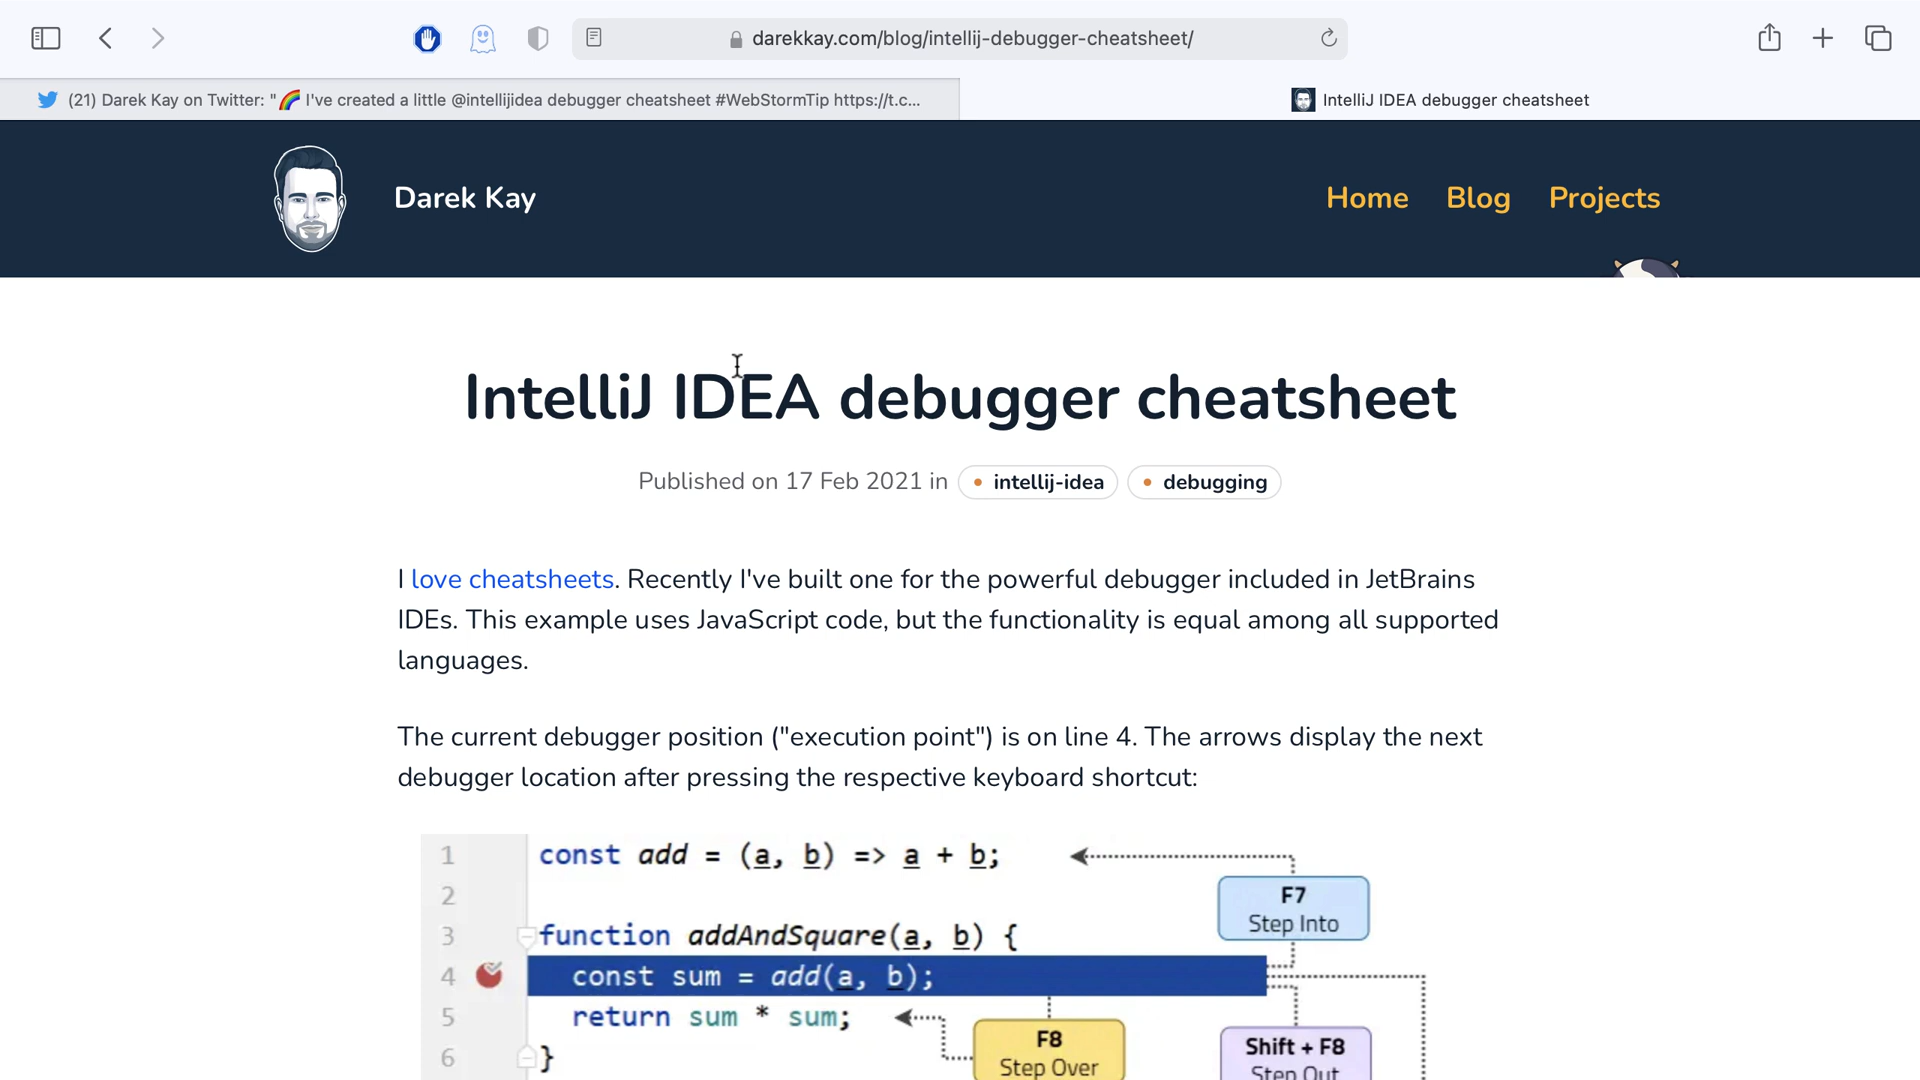 darekkay.com/blog/intellij-debugger-cheatsheet/
(21) Darek Kay on Twitter: "🌈 I've created a little @intellijidea debugger cheatsheet #WebStormTip https://t.c...
IntelliJ IDEA debugger cheatsheet
Darek Kay
Home Blog Projects
IntelliJ IDEA debugger cheatsheet
Published on 17 Feb 2021 in intellij-idea debugging
I love cheatsheets. Recently I've built one for the powerful debugger included in JetBrains
IDEs. This example uses JavaScript code, but the functionality is equal among all supported
languages.
The current debugger position ("execution point") is on line 4. The arrows display the next
debugger location after pressing the respective keyboard shortcut:
1 const add = (a, b) => a + b;
2
F7
Step Into
3 function addAndSquare(a, b) {
4 const sum = add(a, b);
5 return sum * sum;
6 }
F8
Step Over
Shift + F8
Step Out